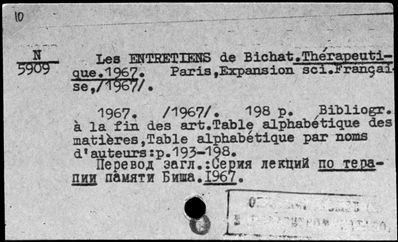 10
N
5909
Les ENTRETIENS de Bichat.Thérapeuti-
que.1967. Paris,Expansion sci.Françai-
se,/1967/.
1967. /1967/. 198 p. Bibliogr.
à la fin des art.Table alphabétique des
matières,Table alphabétique par noms
d'auteurs:p.193-198.
Перевод загл.:Серия лекций по тера-
пии памяти Биша.1967.